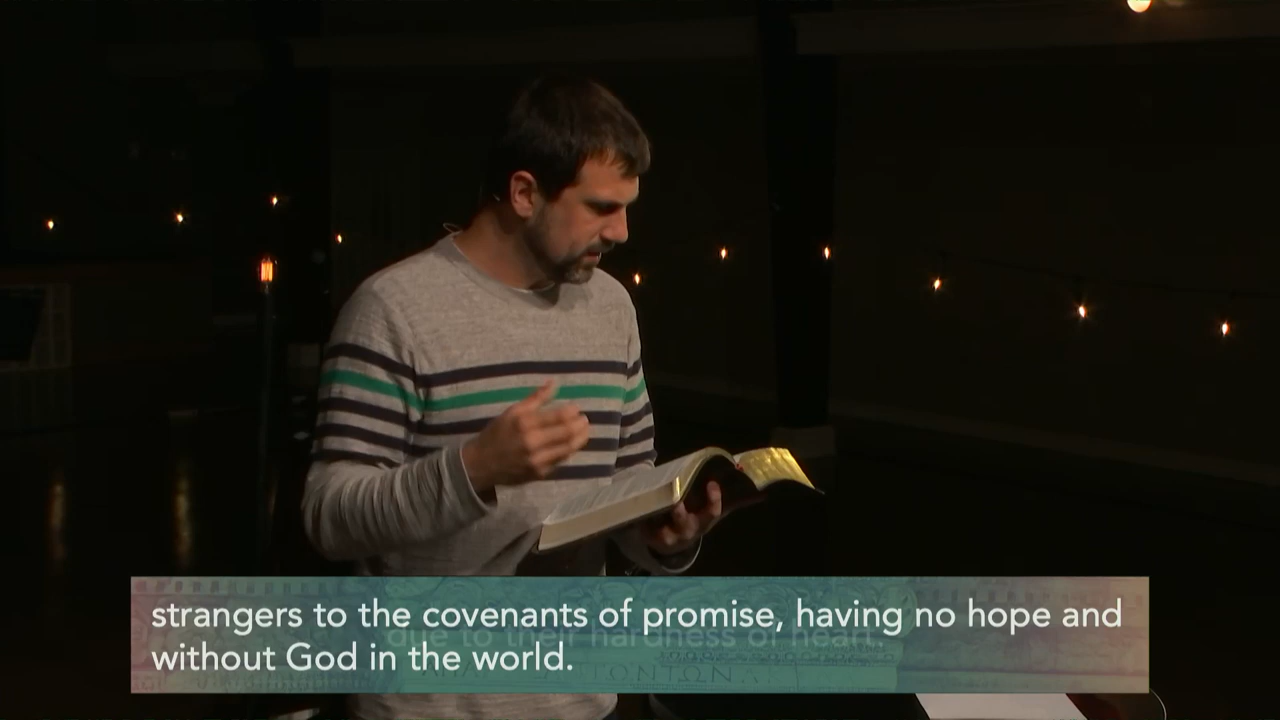 strangers to the covenants of promise, having no hope and
due to their hardness of heart.
without God in the world.